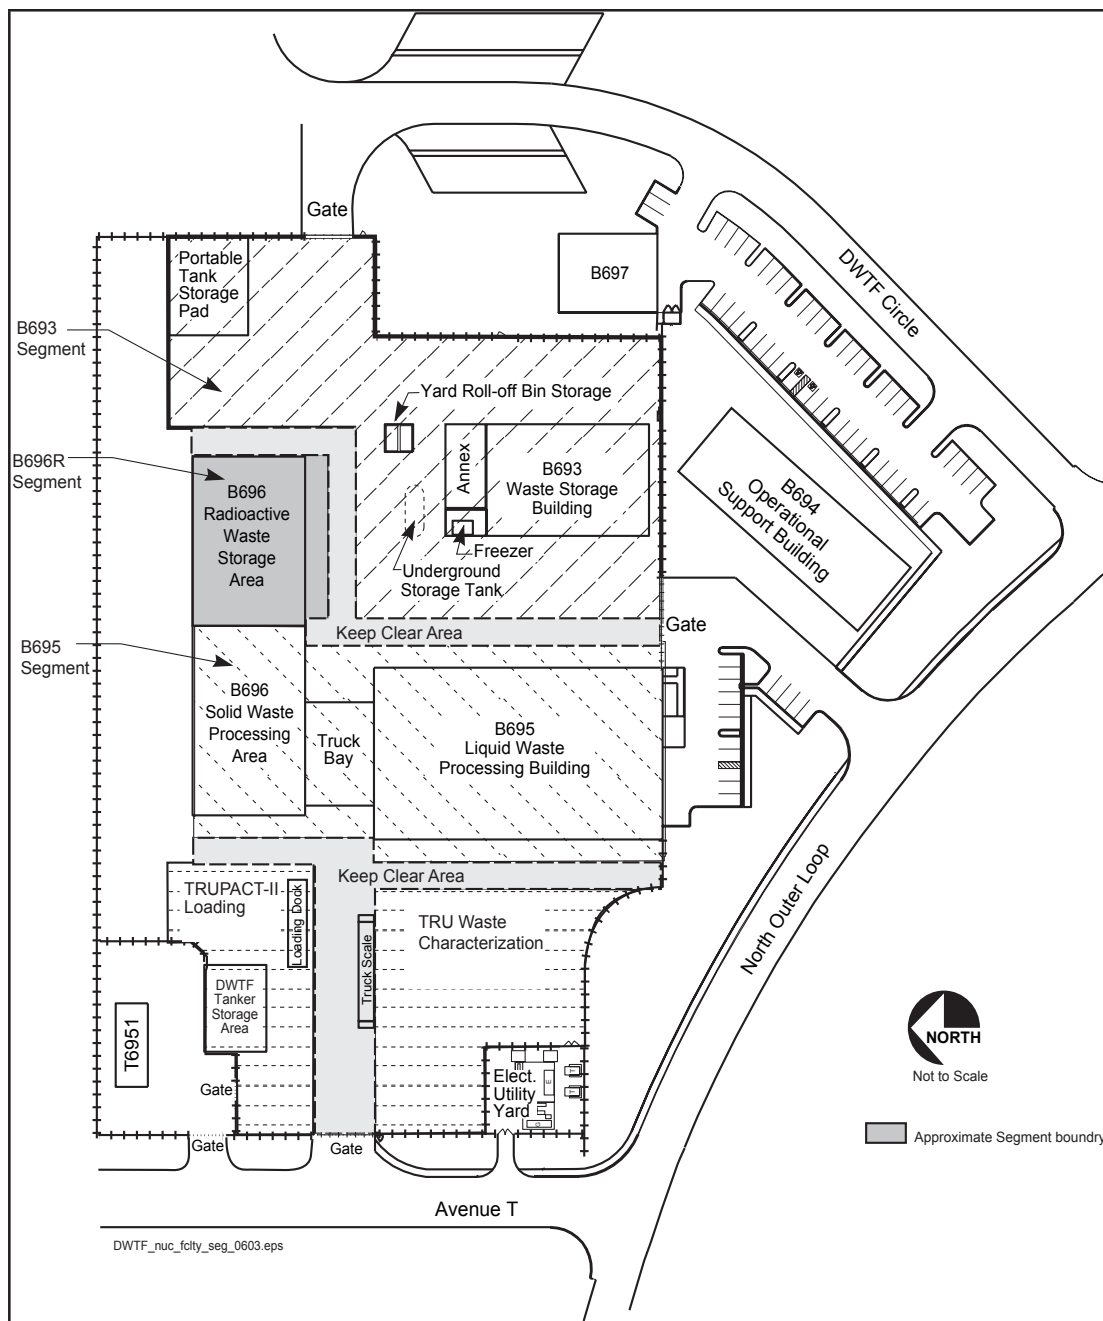 Gate
Portable
Tank
Storage
Pad
B697
DWTF Circle
B693
Segment
Yard Roll-off Bin Storage
B696R
Segment
B696
Radioactive
Waste
Storage
Area
Annex
B693
Waste Storage
Building
B694
Operational
Support Building
Freezer
Underground
Storage Tank
Keep Clear Area
Gate
B695
Segment
B696
Solid Waste
Processing
Area
Truck
Bay
B695
Liquid Waste
Processing Building
Keep Clear Area
TRUPACT-II
Loading
Loading Dock
Truck Scale
TRU Waste
Characterization
North Outer Loop
DWTF
Tanker
Storage
Area
T6951
NORTH
Not to Scale
Elect.
Utility
Yard
E
T
T
G
Gate
Gate
Gate
Approximate Segment boundry
Avenue T
DWTF_nuc_fclty_seg_0603.eps